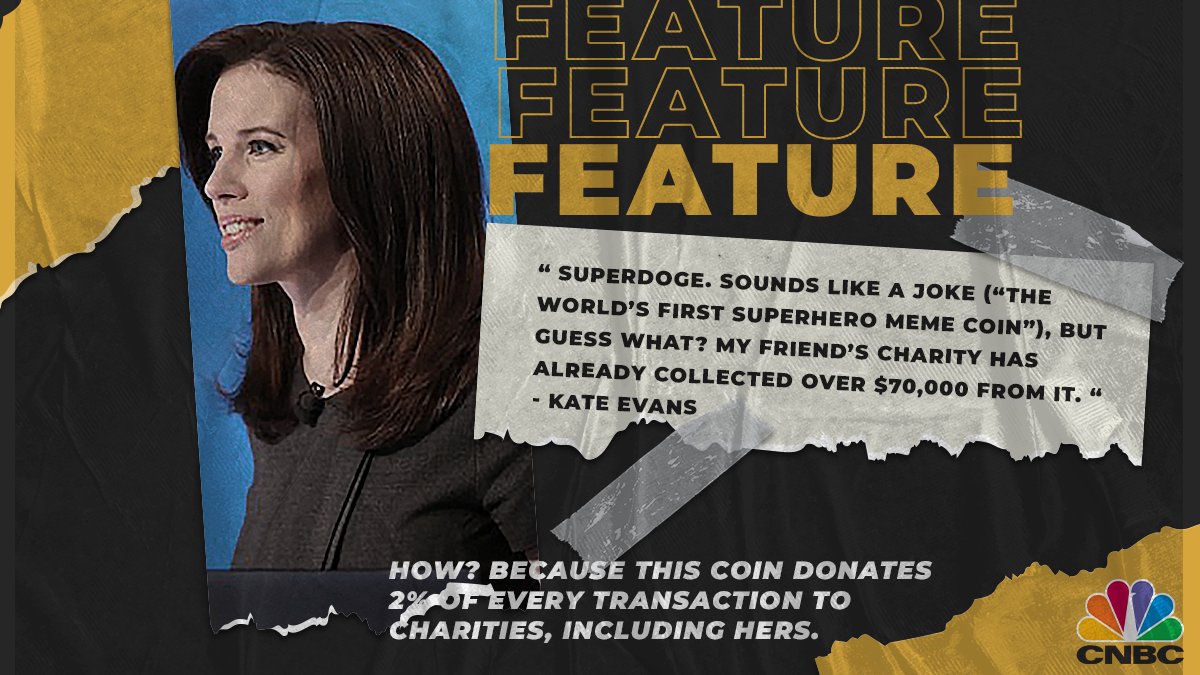 FEATURE
FEATURE
FEATURE
“ SUPERDOGE. SOUNDS LIKE A JOKE (“THE
WORLD’S FIRST SUPERHERO MEME COIN”), BUT
GUESS WHAT? MY FRIEND’S CHARITY HAS
ALREADY COLLECTED OVER $70,000 FROM IT. “
- KATE EVANS
HOW? BECAUSE THIS COIN DONATES
2% OF EVERY TRANSACTION TO
CHARITIES, INCLUDING HERS.
CNBC